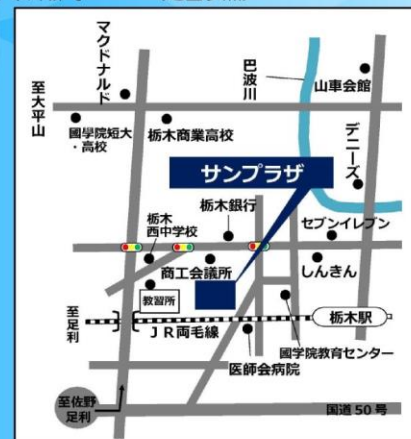 マクドナルド
巴波川
山車会館
至大平山
國學院短大
・高校
栃木商業高校
デニーズ
サンプラザ
栃木銀行
栃木
西中学校
セブンイレブン
商工会議所
しんきん
教習所
至足利
JR両毛線
栃木駅
國学院教育センター
医師会病院
至佐野
足利
国道50号